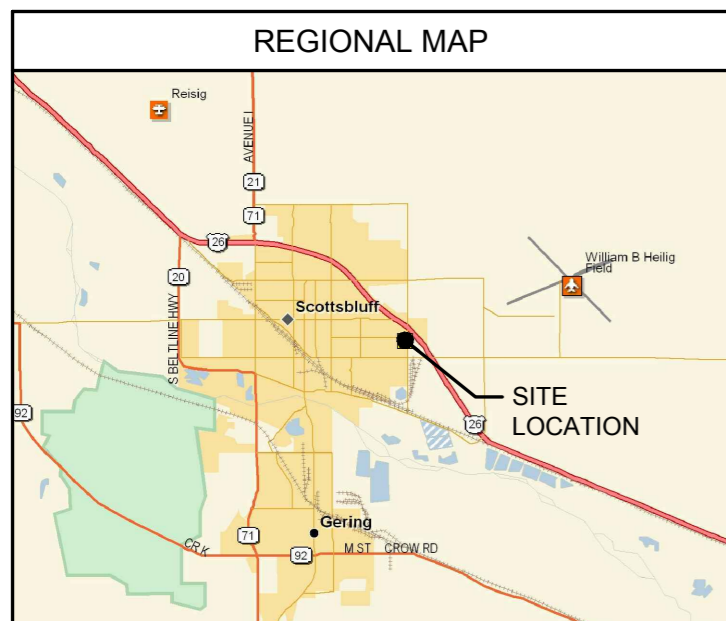 REGIONAL MAP
Reisig
AVENUE I
21
71
26
William B Heilig
Field
20
S BELTLINE HWY
Scottsbluff
SITE
LOCATION
92
26
Gering
71
CR K
92
M ST
CROW RD